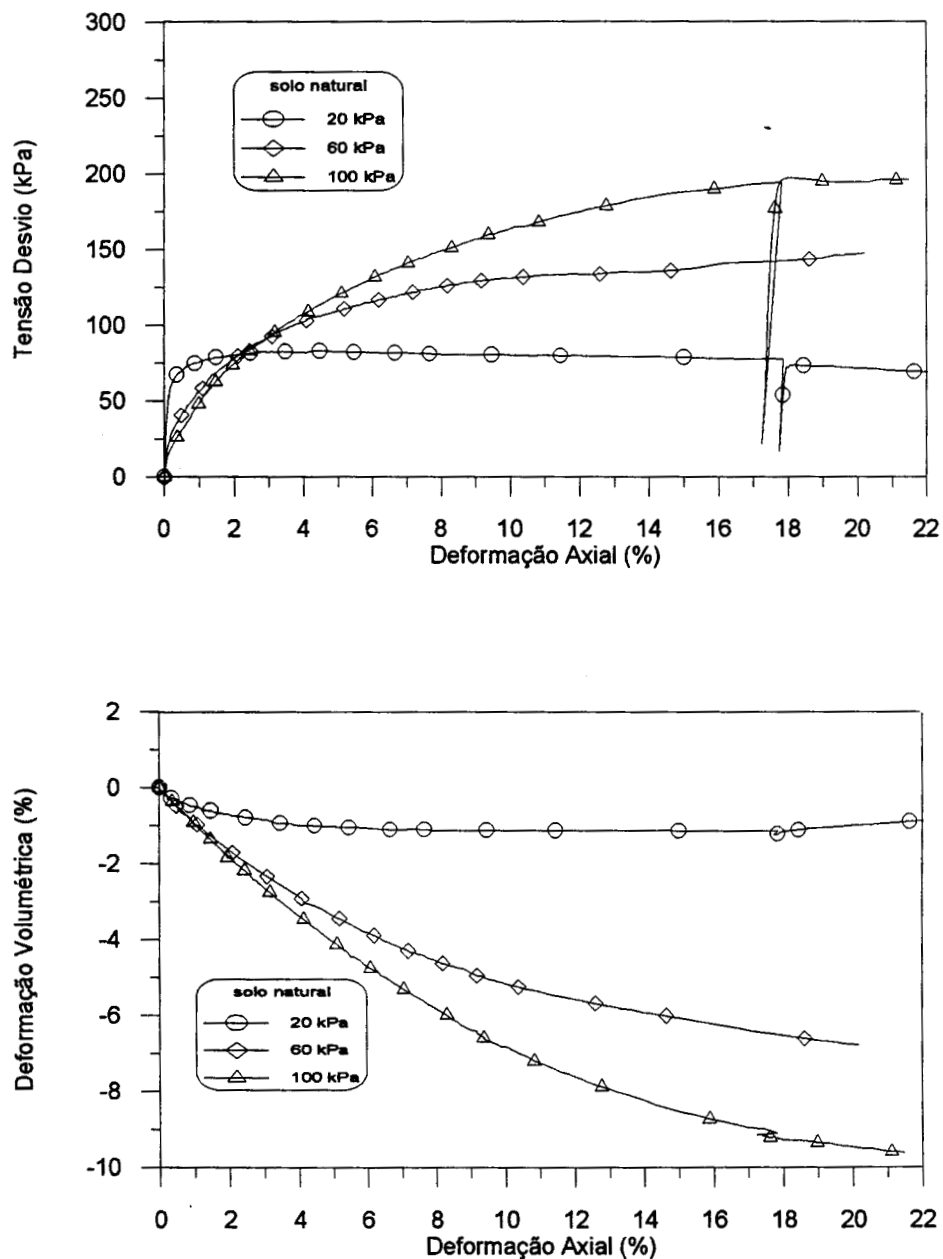 300
250
200
150
100
50
0
Tensão Desvio (kPa)
solo natural
20 kPa
60 kPa
100 kPa
0 2 4 6 8 10 12 14 16 18 20 22
Deformação Axial (%)
2
0
-2
-4
-6
-8
-10
Deformação Volumétrica (%)
solo natural
20 kPa
60 kPa
100 kPa
0 2 4 6 8 10 12 14 16 18 20 22
Deformação Axial (%)